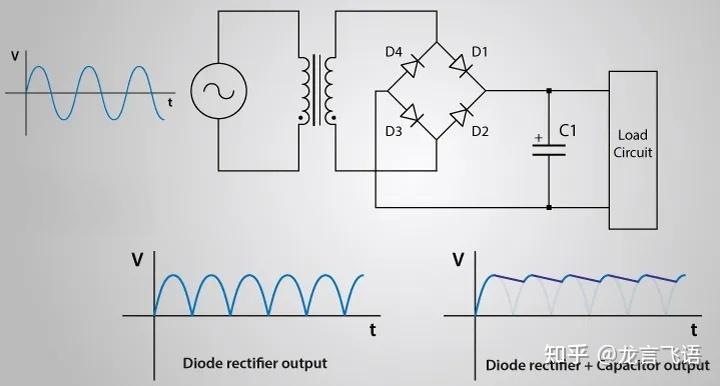 V
t
D4
D1
D3
D2
+
C1
Load
Circuit
V
t
Diode rectifier output
V
t
Diode rectifier + Capacitor output
知乎 @龙言飞语